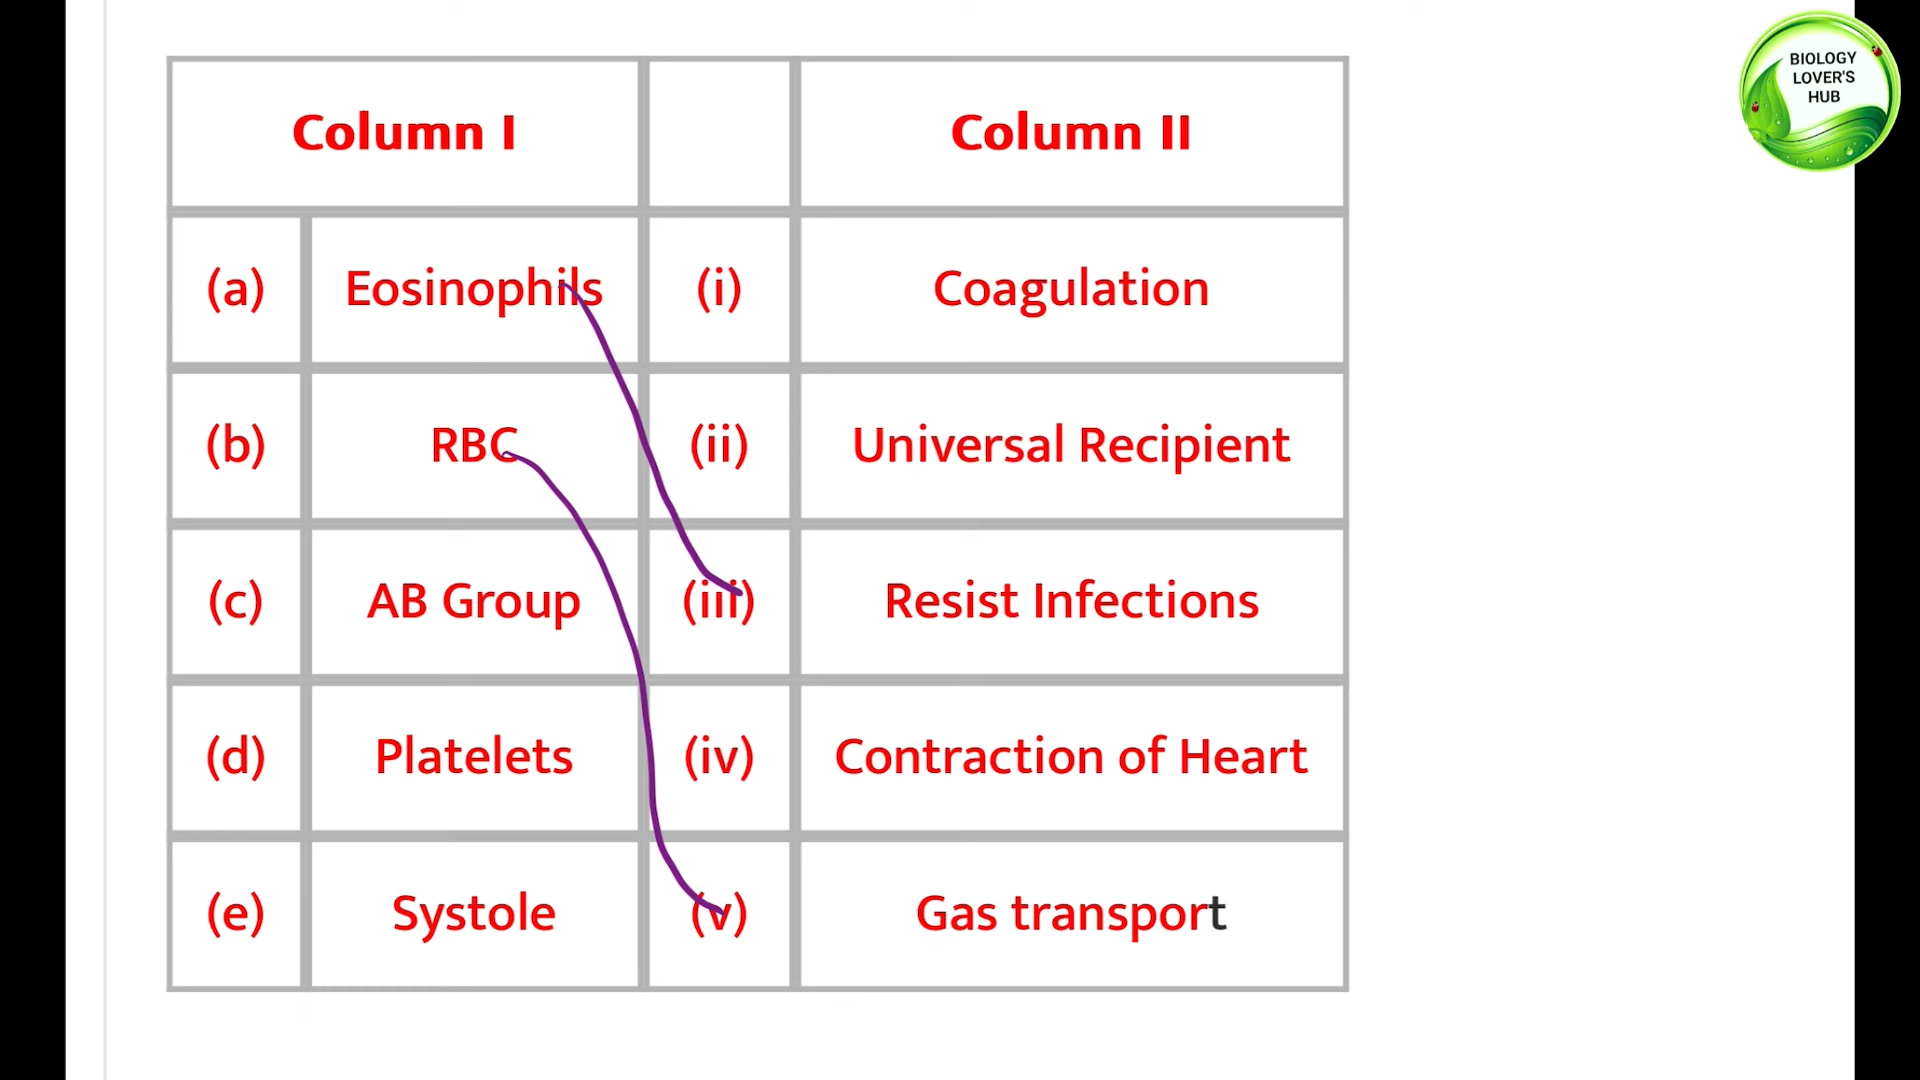 BIOLOGY
LOVER'S
HUB
Column I Column II
(a) Eosinophils (i) Coagulation
(b) RBC (ii) Universal Recipient
(c) AB Group (iii) Resist Infections
(d) Platelets (iv) Contraction of Heart
(e) Systole (v) Gas transport